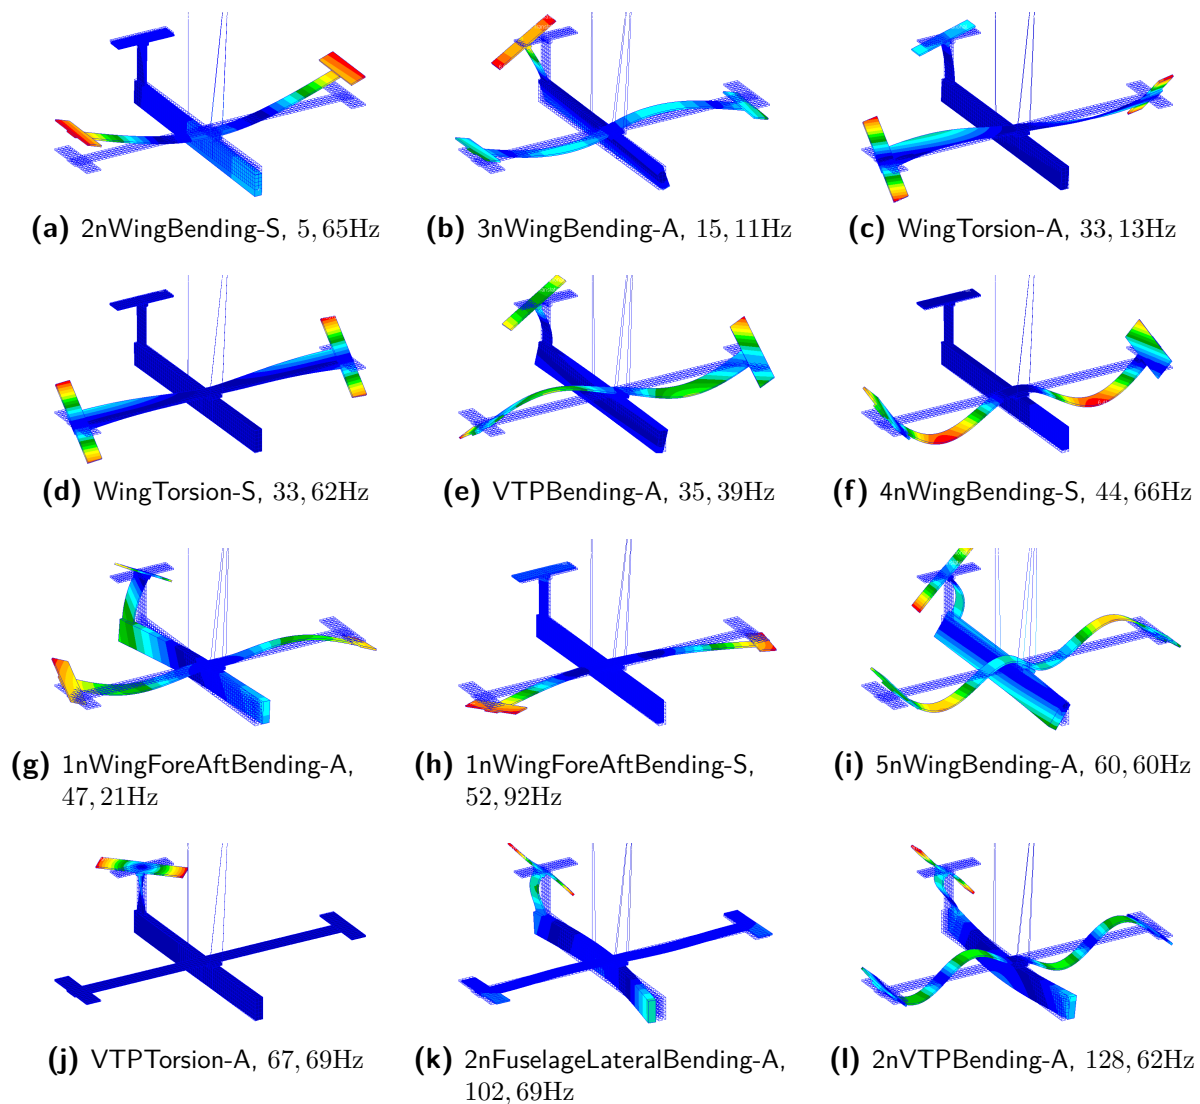 (a) 2nWingBending-S, 5, 65Hz
(b) 3nWingBending-A, 15, 11Hz
(c) WingTorsion-A, 33, 13Hz
(d) WingTorsion-S, 33, 62Hz
(e) VTPBending-A, 35, 39Hz
(f) 4nWingBending-S, 44, 66Hz
(g) 1nWingForeAftBending-A,
47, 21Hz
(h) 1nWingForeAftBending-S,
52, 92Hz
(i) 5nWingBending-A, 60, 60Hz
(j) VTPTorsion-A, 67, 69Hz
(k) 2nFuselageLateralBending-A,
102, 69Hz
(l) 2nVTPBending-A, 128, 62Hz